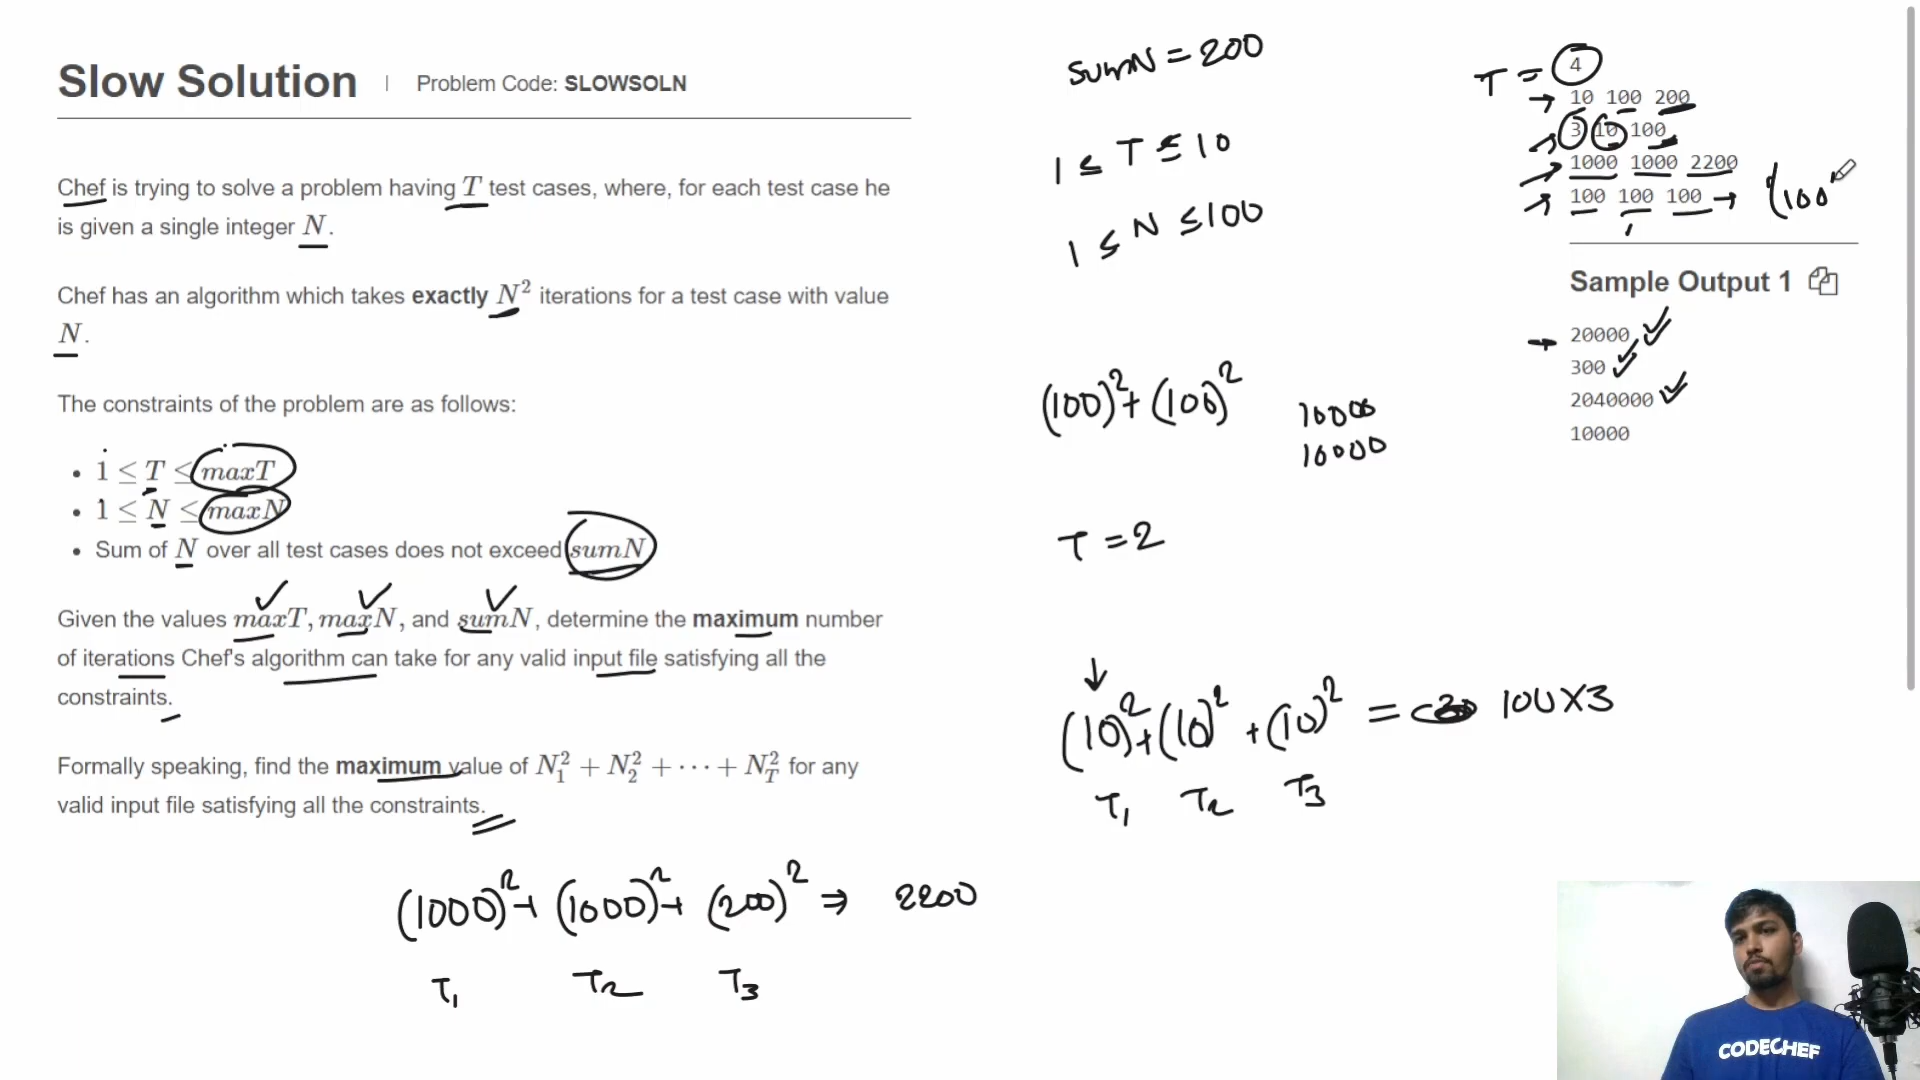 Slow Solution | Problem Code: SLOWSOLN
Chef is trying to solve a problem having T test cases, where, for each test case he
is given a single integer N.
Chef has an algorithm which takes exactly N² iterations for a test case with value
N.
The constraints of the problem are as follows:
• 1 ≤ T ≤ maxT
• 1 ≤ N ≤ maxN
• Sum of N over all test cases does not exceed sumN
Given the values maxT, maxN, and sumN, determine the maximum number
of iterations Chef's algorithm can take for any valid input file satisfying all the
constraints.
Formally speaking, find the maximum value of N₁² + N₂² + ··· + N_T² for any
valid input file satisfying all the constraints.
(1000)² + (1000)² + (200)² ⇒ 2200
T₁ T₂ T₃
sumN = 200
1 ≤ T ≤ 10
1 ≤ N ≤ 100
(100)² + (100)²
10000
10000
T = 2
(10)² + (10)² + (10)² = 100X3
T₁ T₂ T₃
T = 4
10 100 200
3 10 100
1000 1000 2200
100 100 100 → (100
Sample Output 1
20000
300
2040000
10000
CODECHEF